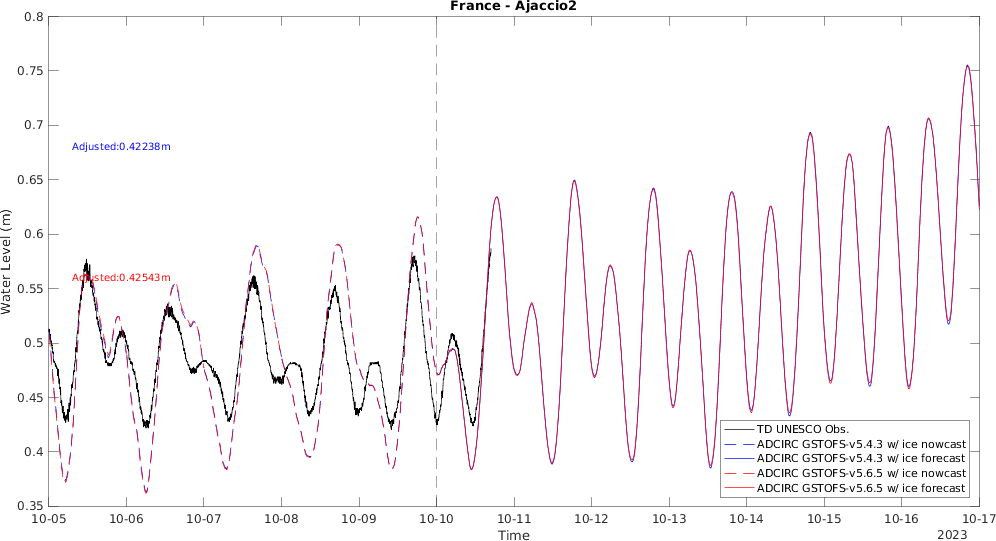 France - Ajaccio2
0.8
0.75
0.7
0.65
0.6
0.55
0.5
0.45
0.4
0.35
Water Level (m)
Adjusted:0.42238m
Adjusted:0.42543m
TD UNESCO Obs.
ADCIRC GSTOFS-v5.4.3 w/ ice nowcast
ADCIRC GSTOFS-v5.4.3 w/ ice forecast
ADCIRC GSTOFS-v5.6.5 w/ ice nowcast
ADCIRC GSTOFS-v5.6.5 w/ ice forecast
10-05 10-06 10-07 10-08 10-09 10-10 10-11 10-12 10-13 10-14 10-15 10-16 10-17
Time
2023